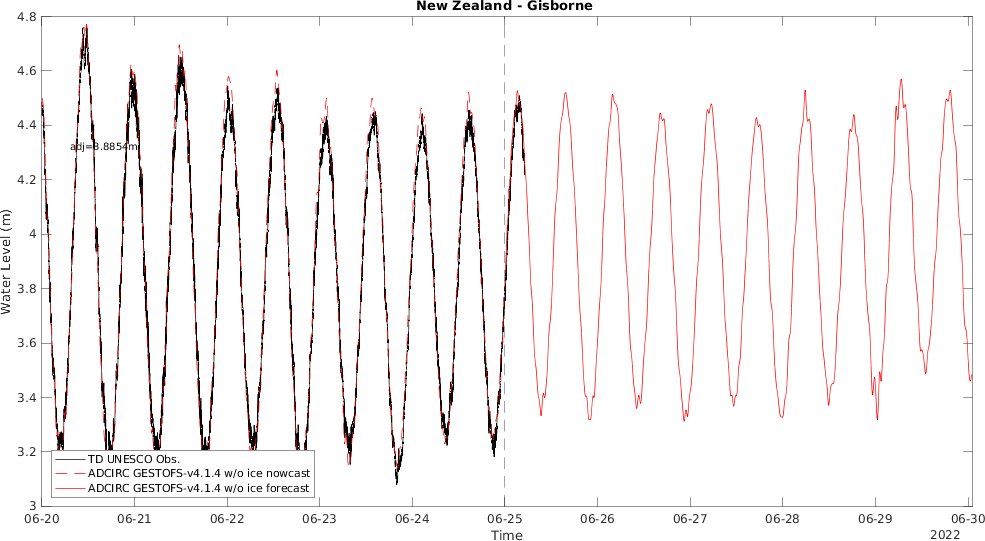 New Zealand - Gisborne
4.8
4.6
4.4
adj=3.8854m
4.2
4
3.8
3.6
3.4
3.2
3
Water Level (m)
TD UNESCO Obs.
ADCIRC GESTOFS-v4.1.4 w/o ice nowcast
ADCIRC GESTOFS-v4.1.4 w/o ice forecast
06-20 06-21 06-22 06-23 06-24 06-25 06-26 06-27 06-28 06-29 06-30
Time
2022